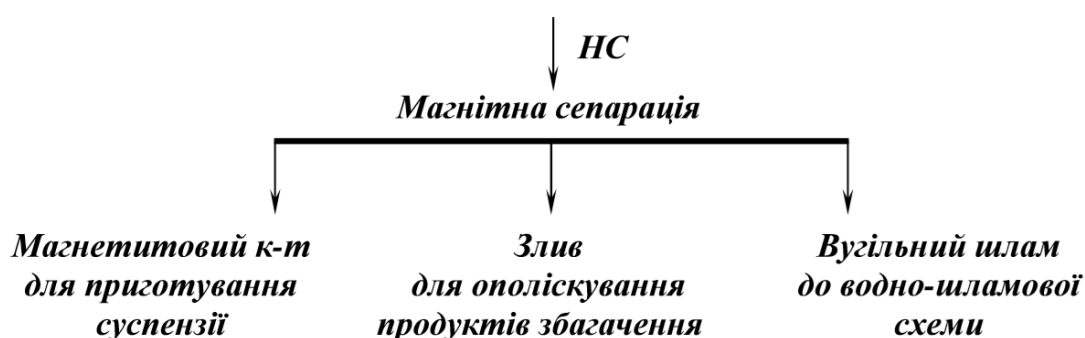 НС
Магнітна сепарація
Магнетитовий к-т
для приготування
суспензії
Злив
для ополіскування
продуктів збагачення
Вугільний шлам
до водно-шламової
схеми